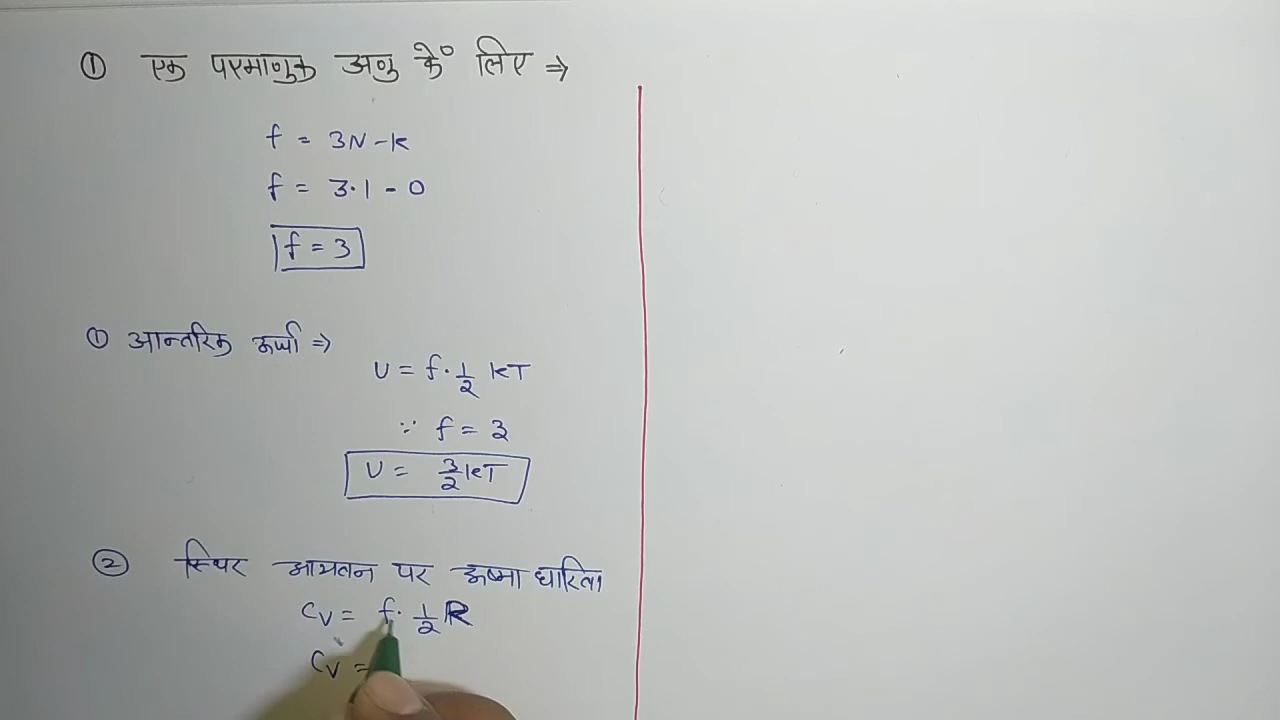 ① एक परमाणुक अणु के० लिए ⇒
f = 3N - K
f = 3·1 - 0
f = 3
① आन्तरिक ऊर्जा ⇒
U = f · 1/2 KT
∵ f = 3
U = 3/2 KT
② स्थिर आयतन पर ऊष्मा धारिता
Cv = f · 1/2 R
Cv =